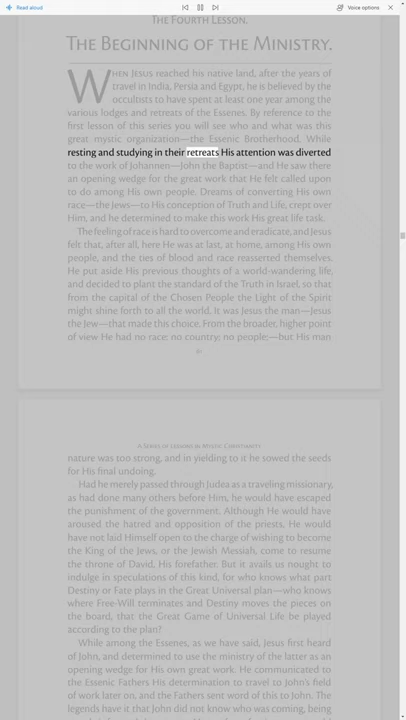 Read aloud
Voice options
The Fourth Lesson.
The Beginning of the Ministry.
When Jesus reached his native land, after the years of
travel in India, Persia and Egypt, he is believed by the
occultists to have spent at least one year among the
various lodges and retreats of the Essenes. By reference to the
first lesson of this series you will see who and what was this
great mystic organization—the Essenic Brotherhood. While
resting and studying in their retreats His attention was diverted
to the work of Johannen—John the Baptist—and He saw there
an opening wedge for the great work that He felt called upon
to do among His own people. Dreams of converting His own
race—the Jews—to His conception of Truth and Life, crept over
Him, and he determined to make this work His great life task.
The feeling of race is hard to overcome and eradicate, and Jesus
felt that, after all, here He was at last, at home, among His own
people, and the ties of blood and race reasserted themselves.
He put aside His previous thoughts of a world-wandering life,
and decided to plant the standard of the Truth in Israel, so that
from the capital of the Chosen People the Light of the Spirit
might shine forth to all the world. It was Jesus the man—Jesus
the Jew—that made this choice. From the broader, higher point
of view He had no race; no country; no people;—but His man
A Series of Lessons in Mystic Christianity
nature was too strong, and in yielding to it he sowed the seeds
for His final undoing.
Had he merely passed through Judea as a traveling missionary,
as had done many others before Him, he would have escaped
the punishment of the government. Although He would have
aroused the hatred and opposition of the priests, He would
have not laid Himself open to the charge of wishing to become
the King of the Jews, or the Jewish Messiah, come to resume
the throne of David, His forefather. But it avails us nought to
indulge in speculations of this kind, for who knows what part
Destiny or Fate plays in the Great Universal plan—who knows
where Free-Will terminates and Destiny moves the pieces on
the board, that the Great Game of Universal Life be played
according to the plan?
While among the Essenes, as we have said, Jesus first heard
of John, and determined to use the ministry of the latter as an
opening wedge for His own great work. He communicated to
the Essenic Fathers His determination to travel to John's field
of work later on, and the Fathers sent word of this to John. The
legends have it that John did not know who was coming, being